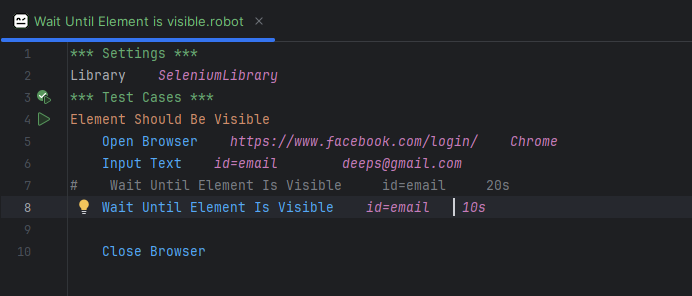 Wait Until Element is visible.robot
1 *** Settings ***
2 Library    SeleniumLibrary
3 *** Test Cases ***
4 Element Should Be Visible
5     Open Browser    https://www.facebook.com/login/    Chrome
6     Input Text    id=email        deeps@gmail.com
7 #    Wait Until Element Is Visible     id=email     20s
8     Wait Until Element Is Visible    id=email    10s
9
10     Close Browser